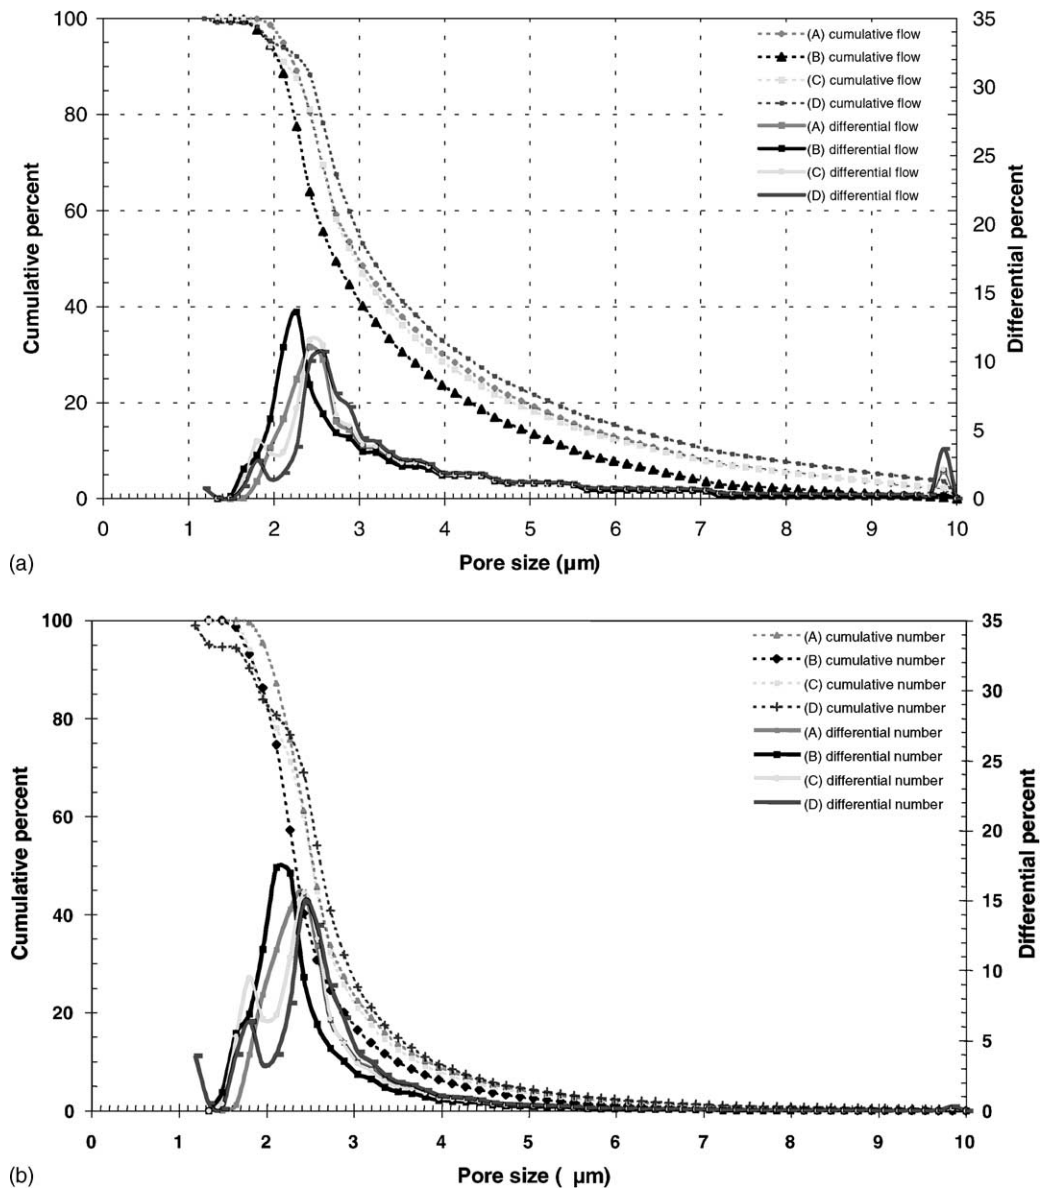 100
80
60
40
20
0
Cumulative percent
35
30
25
20
15
10
5
0
Differential percent
(A) cumulative flow
(B) cumulative flow
(C) cumulative flow
(D) cumulative flow
(A) differential flow
(B) differential flow
(C) differential flow
(D) differential flow
0 1 2 3 4 5 6 7 8 9 10
Pore size (µm)
(a)
100
80
60
40
20
0
Cumulative percent
35
30
25
20
15
10
5
0
Differential percent
(A) cumulative number
(B) cumulative number
(C) cumulative number
(D) cumulative number
(A) differential number
(B) differential number
(C) differential number
(D) differential number
0 1 2 3 4 5 6 7 8 9 10
Pore size ( µm)
(b)